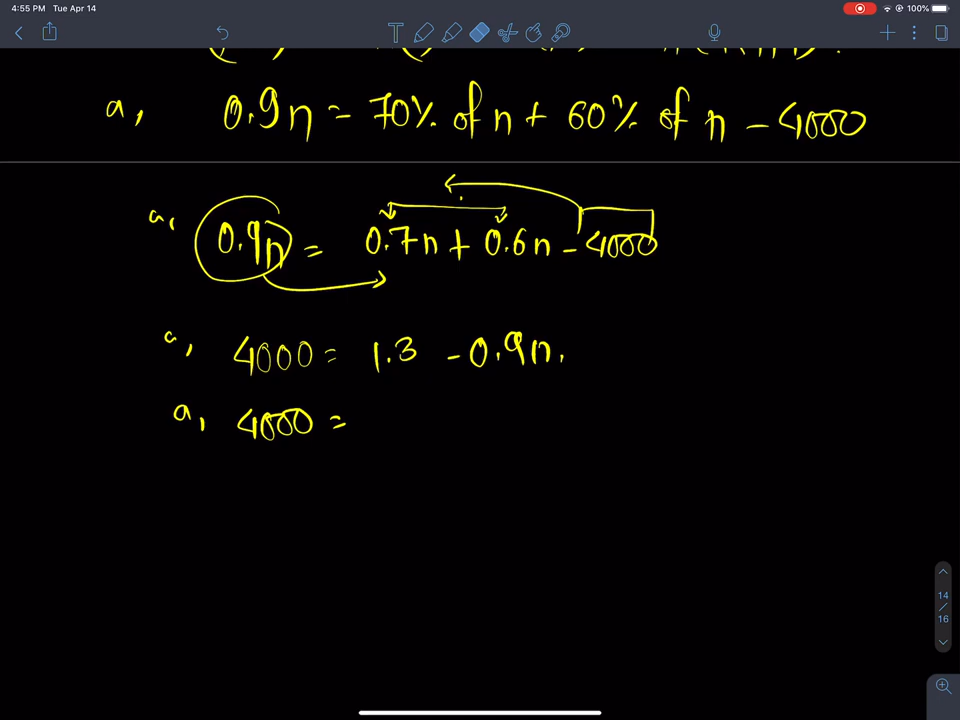 4:55 PM Tue Apr 14
100%
a, 0.9n = 70% of n + 60% of n - 4000
a, 0.9n = 0.7n + 0.6n - 4000
a, 4000 = 1.3 - 0.9n.
a, 4000 =
14
/
16